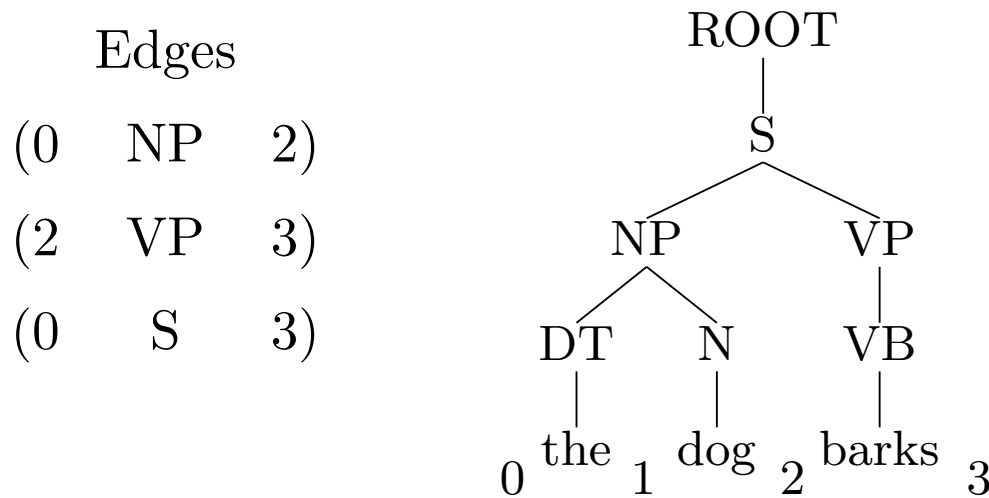 Edges
(0 NP 2)
(2 VP 3)
(0 S 3)
ROOT
S
NP VP
DT N VB
0 the 1 dog 2 barks 3